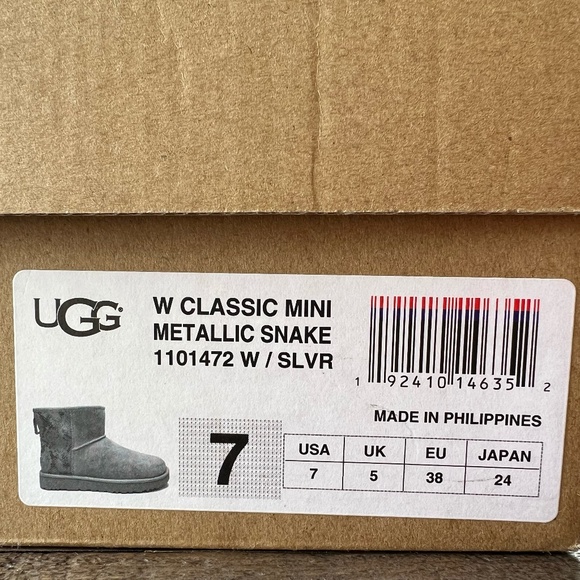 UGG
W CLASSIC MINI
METALLIC SNAKE
1101472 W / SLVR
1 92410 14635 2
MADE IN PHILIPPINES
7
USA UK EU JAPAN
7 5 38 24